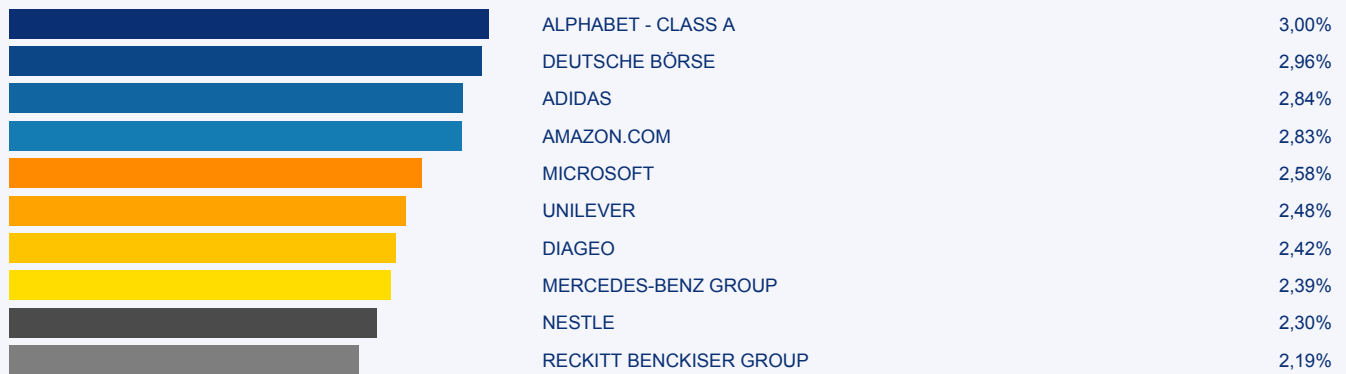 ALPHABET - CLASS A 3,00%
DEUTSCHE BÖRSE 2,96%
ADIDAS 2,84%
AMAZON.COM 2,83%
MICROSOFT 2,58%
UNILEVER 2,48%
DIAGEO 2,42%
MERCEDES-BENZ GROUP 2,39%
NESTLE 2,30%
RECKITT BENCKISER GROUP 2,19%